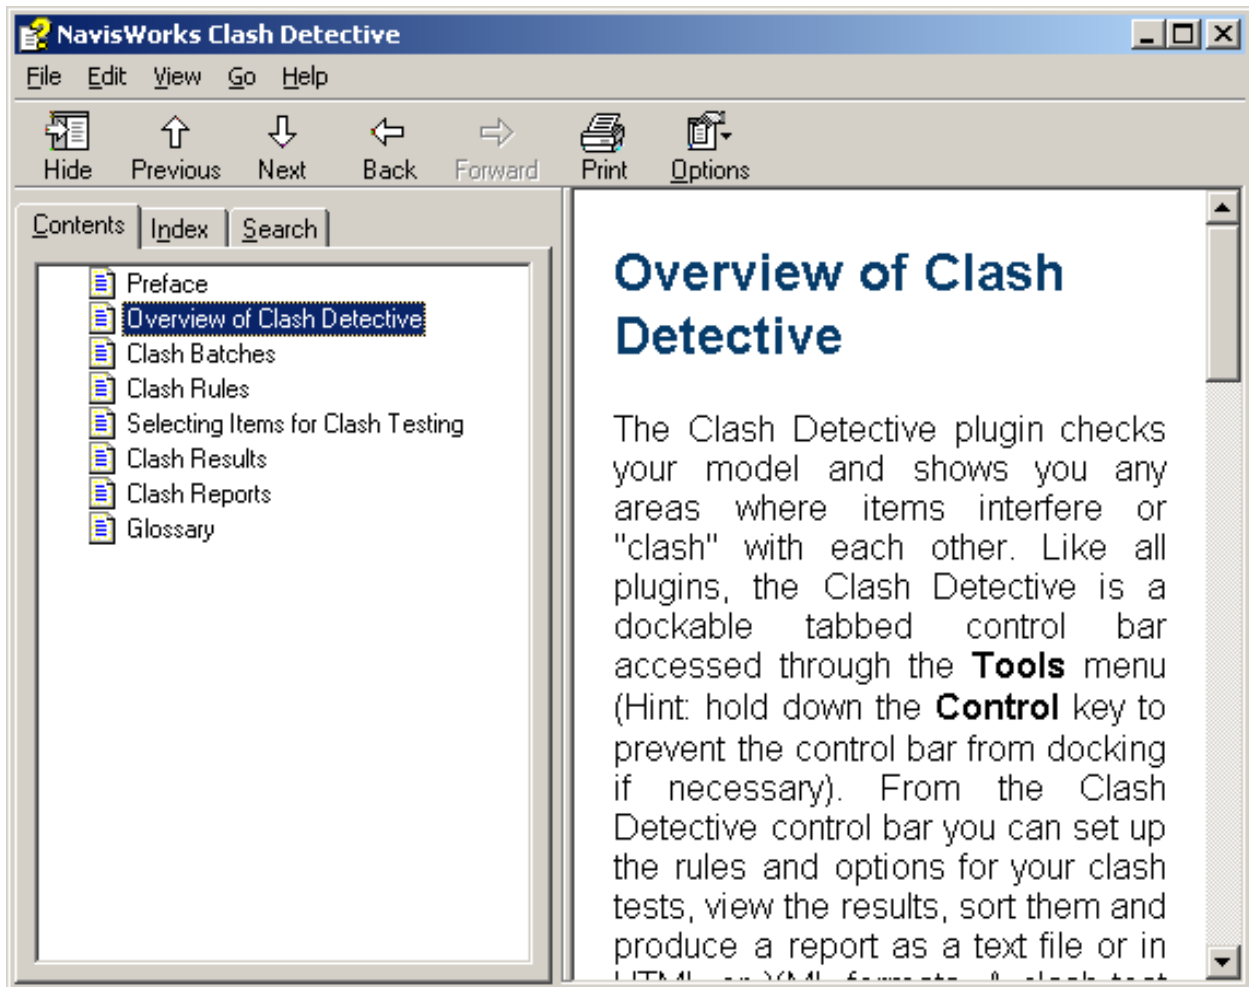 NavisWorks Clash Detective
File Edit View Go Help
Hide Previous Next Back Forward Print Options
Contents Index Search
Preface
Overview of Clash Detective
Clash Batches
Clash Rules
Selecting Items for Clash Testing
Clash Results
Clash Reports
Glossary
Overview of Clash
Detective
The Clash Detective plugin checks
your model and shows you any
areas where items interfere or
"clash" with each other. Like all
plugins, the Clash Detective is a
dockable tabbed control bar
accessed through the Tools menu
(Hint: hold down the Control key to
prevent the control bar from docking
if necessary). From the Clash
Detective control bar you can set up
the rules and options for your clash
tests, view the results, sort them and
produce a report as a text file or in
HTML or XML formats. A clash test